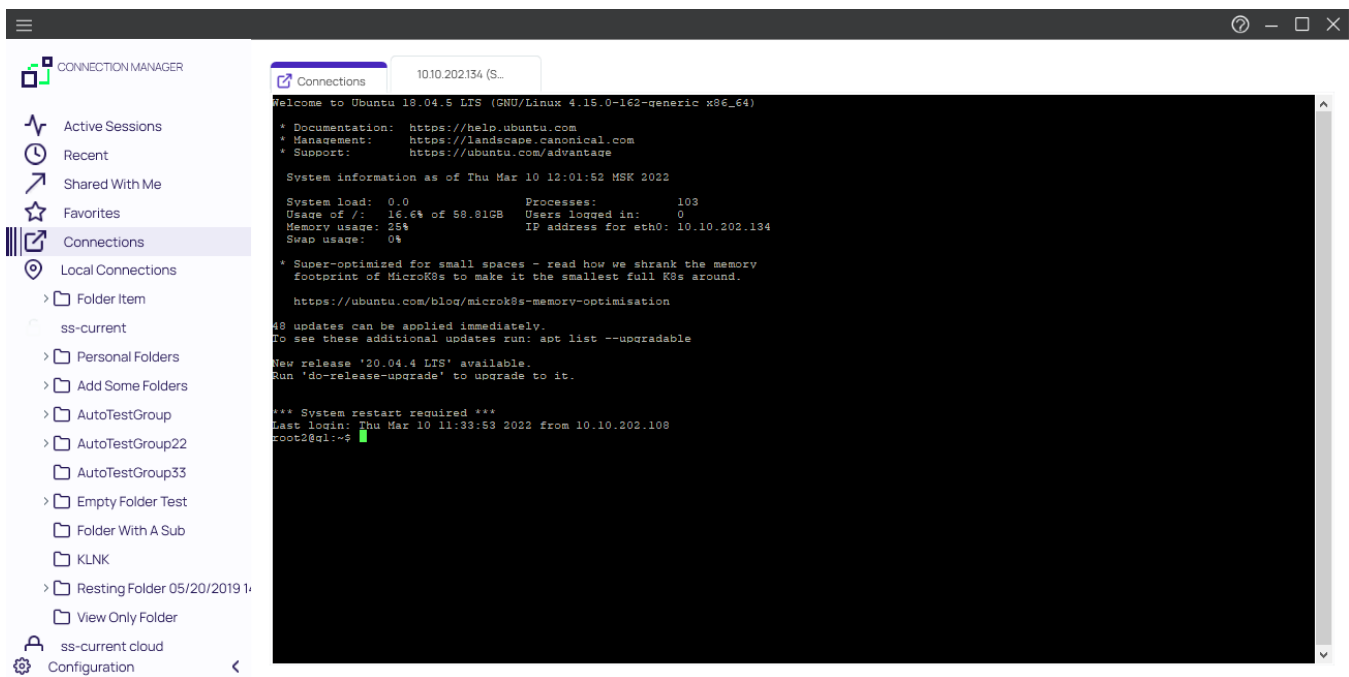 CONNECTION MANAGER
Active Sessions
Recent
Shared With Me
Favorites
Connections
Local Connections
Folder Item
ss-current
Personal Folders
Add Some Folders
AutoTestGroup
AutoTestGroup22
AutoTestGroup33
Empty Folder Test
Folder With A Sub
KLNK
Resting Folder 05/20/2019 14
View Only Folder
ss-current cloud
Configuration
Connections
10.10.202.134 (S...
Welcome to Ubuntu 18.04.5 LTS (GNU/Linux 4.15.0-162-generic x86_64)
* Documentation: https://help.ubuntu.com
* Management: https://landscape.canonical.com
* Support: https://ubuntu.com/advantage
System information as of Thu Mar 10 12:01:52 MSK 2022
System load: 0.0 Processes: 103
Usage of /: 16.6% of 58.81GB Users logged in: 0
Memory usage: 25% IP address for eth0: 10.10.202.134
Swap usage: 0%
* Super-optimized for small spaces - read how we shrank the memory
footprint of MicroK8s to make it the smallest full K8s around.
https://ubuntu.com/blog/microk8s-memory-optimisation
48 updates can be applied immediately.
To see these additional updates run: apt list --upgradable
New release '20.04.4 LTS' available.
Run 'do-release-upgrade' to upgrade to it.
*** System restart required ***
Last login: Thu Mar 10 11:33:53 2022 from 10.10.202.108
root2@ql:~$